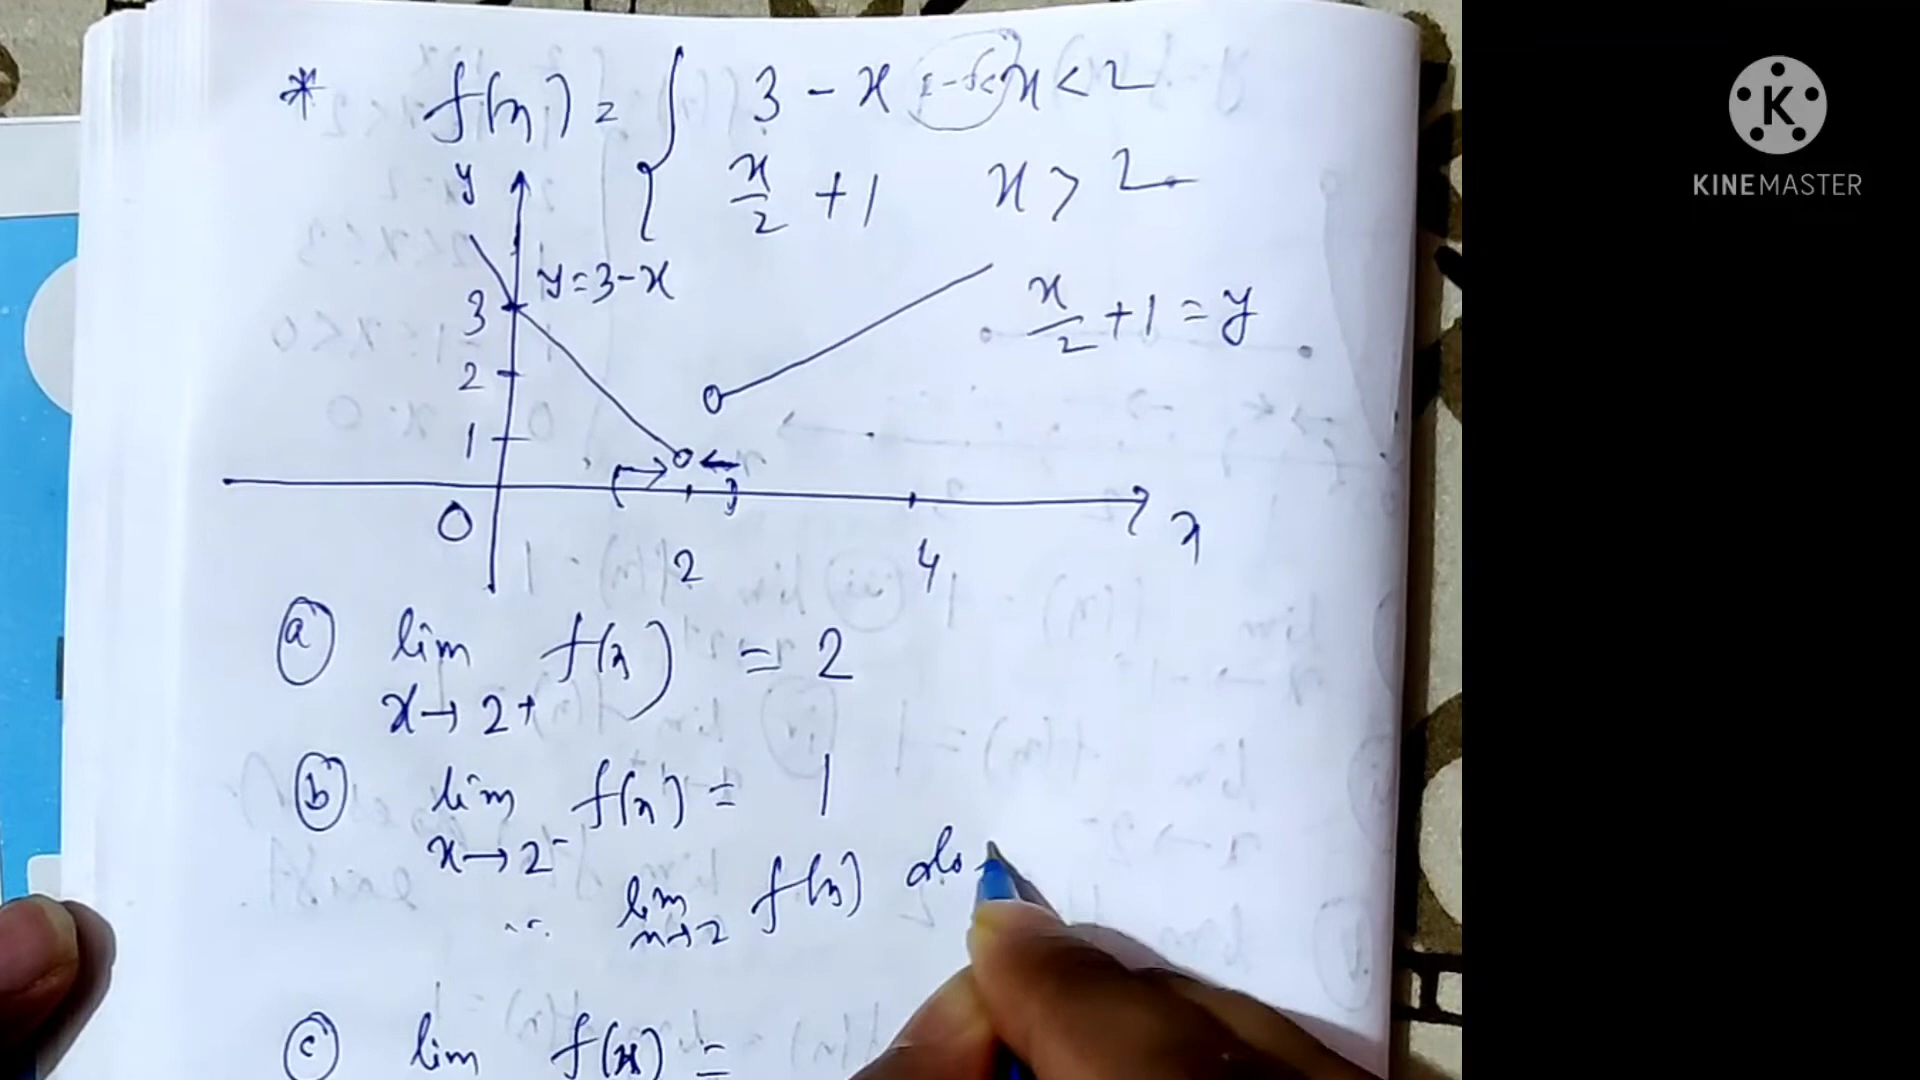 * f(x) = { 3 - x x < 2
x/2 + 1 x > 2
y
y = 3 - x
x/2 + 1 = y
3
2
1
0
2
4
x
(a) lim f(x) = 2
x → 2+
(b) lim f(x) = 1
x → 2-
∴ lim f(x)
x → 2
(c) lim f(x) =
K
KINEMASTER